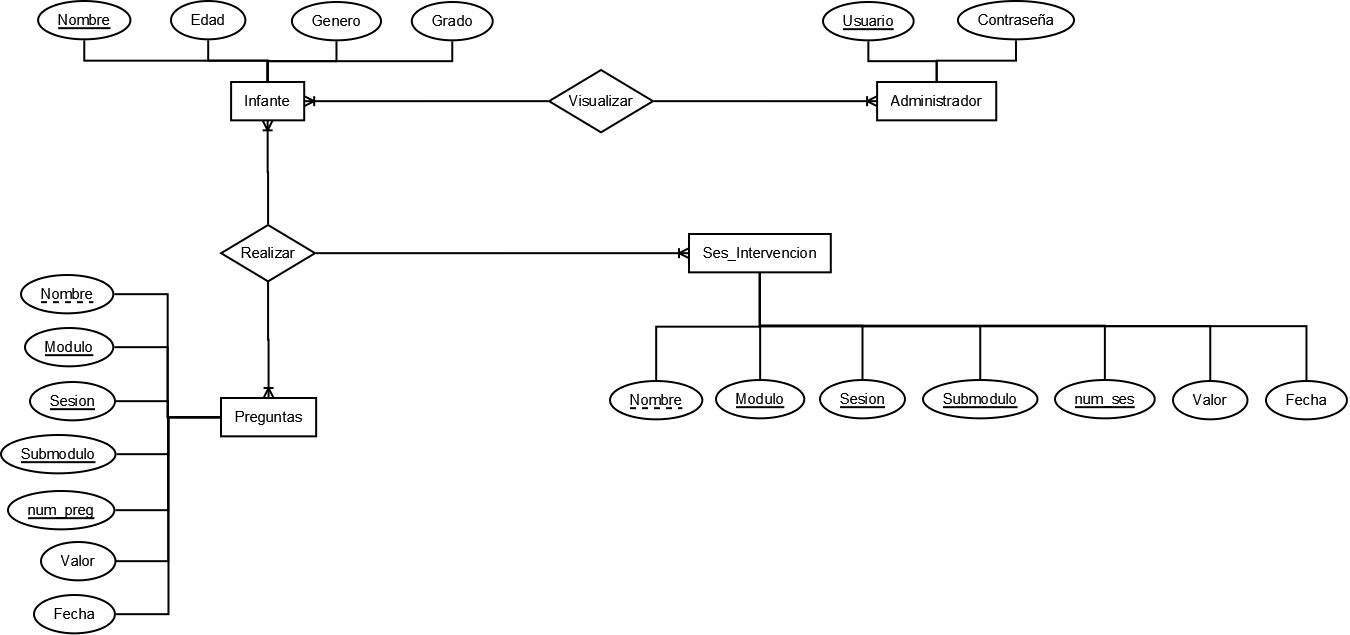 Nombre
Edad
Genero
Grado
Usuario
Contraseña
Infante
Visualizar
Administrador
Realizar
Ses_Intervencion
Nombre
Modulo
Sesion
Submodulo
num_preg
Valor
Fecha
Preguntas
Nombre
Modulo
Sesion
Submodulo
num_ses
Valor
Fecha